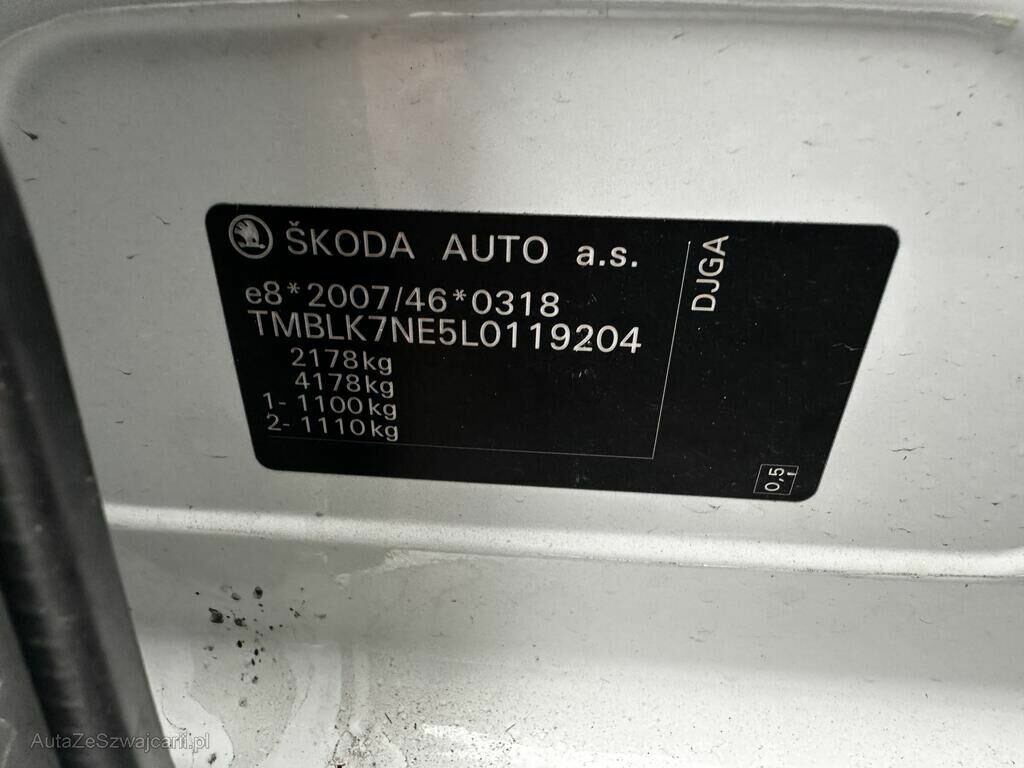 ŠKODA AUTO a.s.
e8*2007/46*0318
TMBLK7NE5L0119204
2178kg
4178kg
1- 1100kg
2- 1110kg
DJGA
0,5
AutaZeSzwajcarii.pl